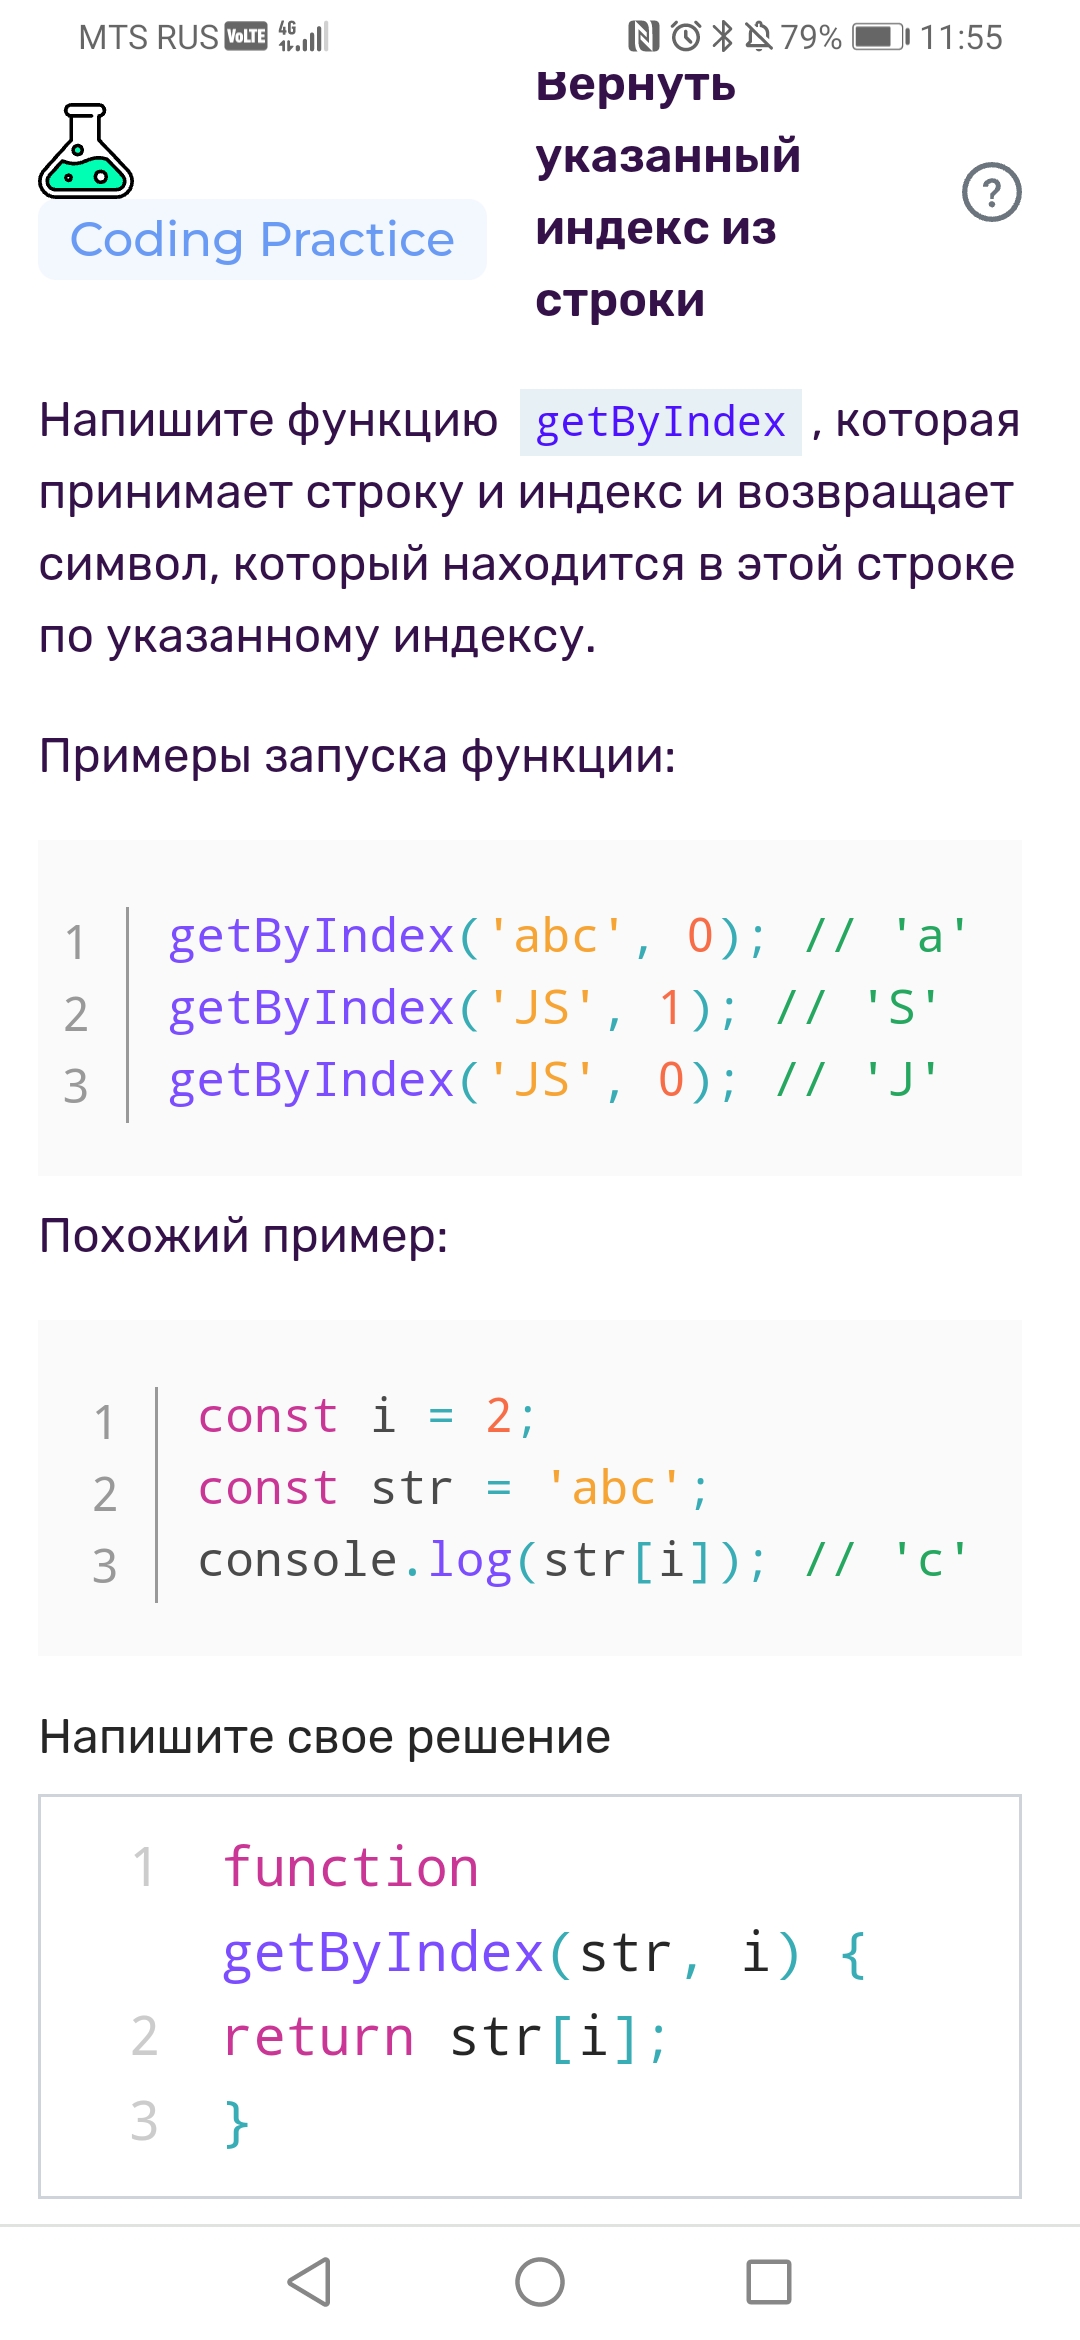 MTS RUS VoLTE 4G 79% 11:55
Вернуть
указанный
индекс из
строки
?
Coding Practice
Напишите функцию getByIndex , которая
принимает строку и индекс и возвращает
символ, который находится в этой строке
по указанному индексу.
Примеры запуска функции:
1 getByIndex('abc', 0); // 'a'
2 getByIndex('JS', 1); // 'S'
3 getByIndex('JS', 0); // 'J'
Похожий пример:
1 const i = 2;
2 const str = 'abc';
3 console.log(str[i]); // 'c'
Напишите свое решение
1 function
getByIndex(str, i) {
2 return str[i];
3 }